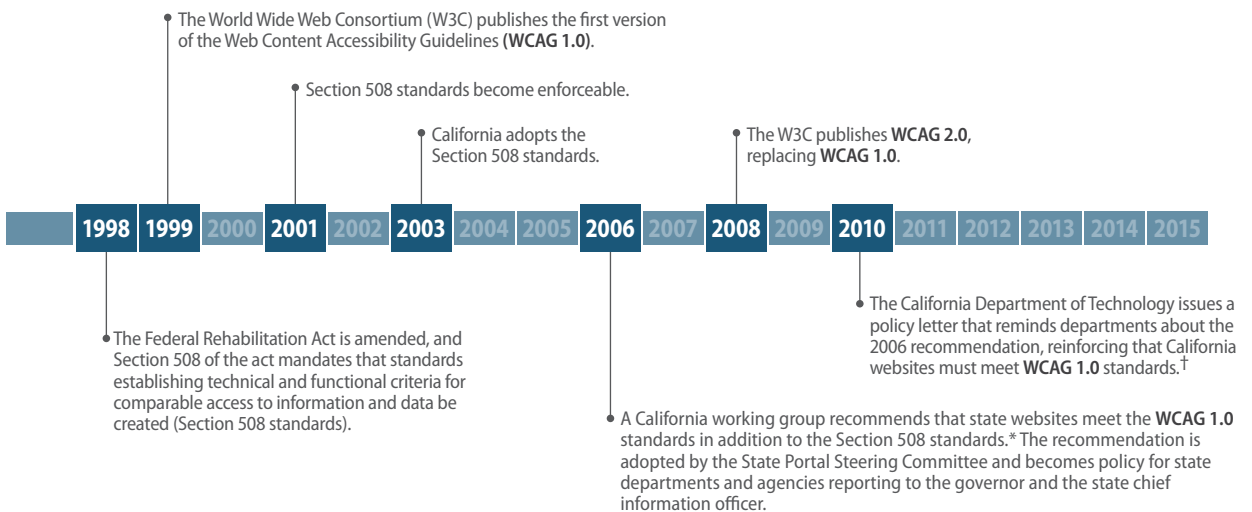 The World Wide Web Consortium (W3C) publishes the first version
of the Web Content Accessibility Guidelines (WCAG 1.0).
Section 508 standards become enforceable.
California adopts the
Section 508 standards.
The W3C publishes WCAG 2.0,
replacing WCAG 1.0.
1998 1999 2000 2001 2002 2003 2004 2005 2006 2007 2008 2009 2010 2011 2012 2013 2014 2015
The Federal Rehabilitation Act is amended, and
Section 508 of the act mandates that standards
establishing technical and functional criteria for
comparable access to information and data be
created (Section 508 standards).
The California Department of Technology issues a
policy letter that reminds departments about the
2006 recommendation, reinforcing that California
websites must meet WCAG 1.0 standards.†
A California working group recommends that state websites meet the WCAG 1.0
standards in addition to the Section 508 standards.* The recommendation is
adopted by the State Portal Steering Committee and becomes policy for state
departments and agencies reporting to the governor and the state chief
information officer.